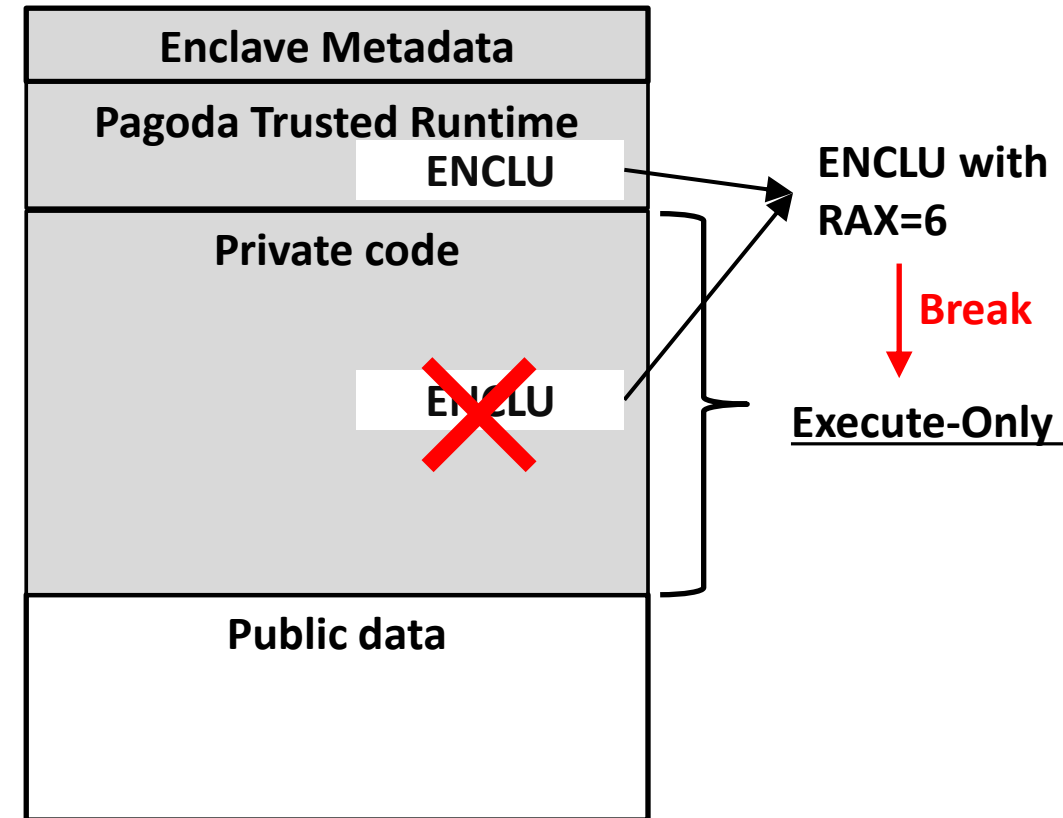 Enclave Metadata
Pagoda Trusted Runtime
ENCLU
ENCLU with
RAX=6
Private code
Break
ENCLU
Execute-Only
Public data